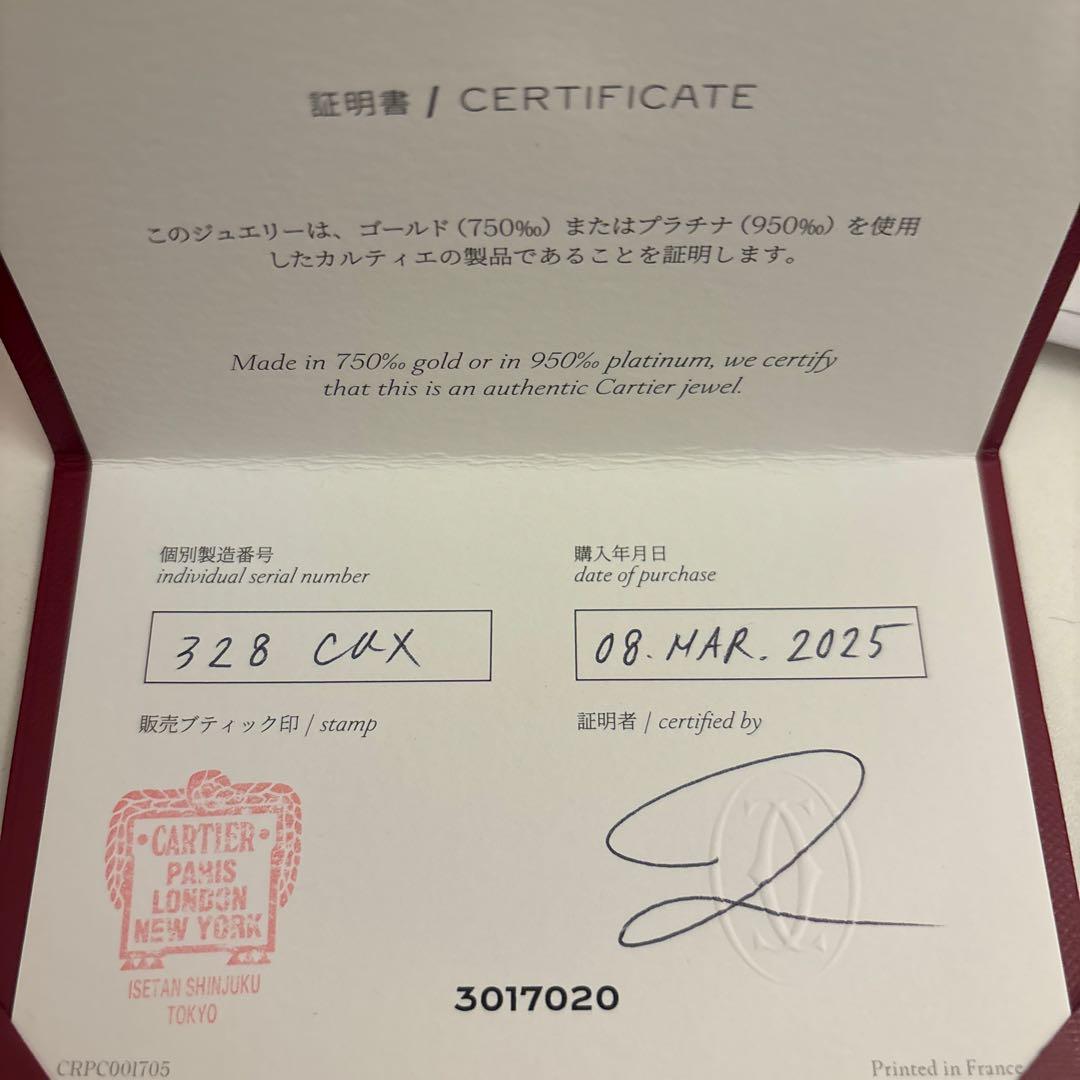 証明書 / CERTIFICATE
このジュエリーは、ゴールド（750‰）またはプラチナ（950‰）を使用
したカルティエの製品であることを証明します。
Made in 750‰ gold or in 950‰ platinum, we certify
that this is an authentic Cartier jewel.
個別製造番号
individual serial number
328
購入年月日
date of purchase
08. MAR. 2025
販売ブティック印 / stamp
証明者 / certified by
CARTIER
PARIS
LONDON
NEW YORK
ISETAN SHINJUKU
TOKYO
3017020
CRPC001705
Printed in France